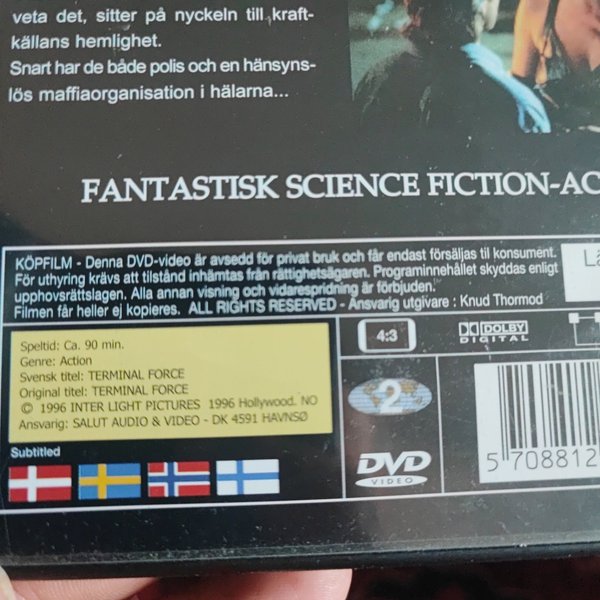 veta det, sitter på nyckeln till kraft-
källans hemlighet.
Snart har de både polis och en hänsyns-
lös maffiaorganisation i hälarna...
FANTASTISK SCIENCE FICTION-AC
KÖPFILM - Denna DVD-video är avsedd för privat bruk och får endast försäljas til konsument.
För uthyring krävs att tilstånd inhämtas från rättighetsägaren. Programinnehållet skyddas enligt
upphovsrättslagen. Alla annan visning och vidarespridning är förbjuden.
Filmen får heller ej kopieres. ALL RIGHTS RESERVED - Ansvarig utgivare : Knud Thormod
Speltid: Ca. 90 min.
Genre: Action
Svensk titel: TERMINAL FORCE
Original titel: TERMINAL FORCE
© 1996 INTER LIGHT PICTURES 1996 Hollywood. NO
Ansvarig: SALUT AUDIO & VIDEO - DK 4591 HAVNSØ
Subtitled
4:3
DOLBY
DIGITAL
2
DVD
VIDEO
5 708812